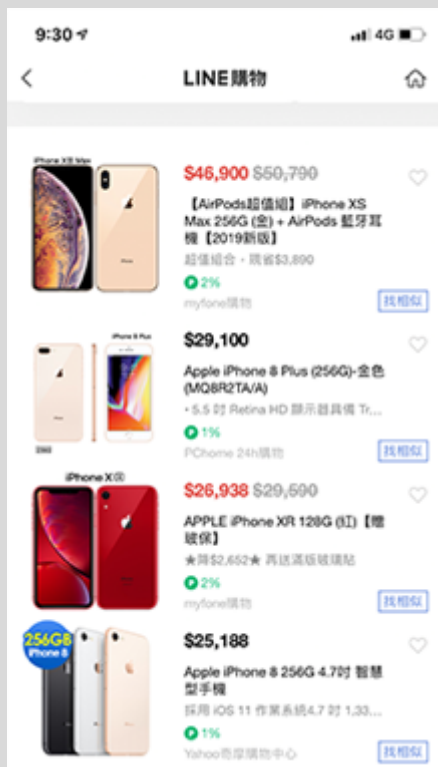 9:30
4G
LINE購物
iPhone XS Max
$46,900 $50,790
【AirPods超值組】iPhone XS
Max 256G (金) + AirPods 藍牙耳
機【2019新版】
超值組合・現省$3,890
P 2%
myfone購物
找相似
iPhone 8 Plus
$29,100
Apple iPhone 8 Plus (256G)-金色
(MQ8R2TA/A)
・5.5 吋 Retina HD 顯示器具備 Tr...
P 1%
PChome 24h購物
找相似
iPhone XR
$26,938 $29,590
APPLE iPhone XR 128G (紅)【贈
玻保】
★降$2,652★ 再送滿版玻璃貼
P 2%
myfone購物
找相似
256GB
iPhone 8
$25,188
Apple iPhone 8 256G 4.7吋 智慧
型手機
採用 iOS 11 作業系統4.7 吋 1,33...
P 1%
Yahoo奇摩購物中心
找相似